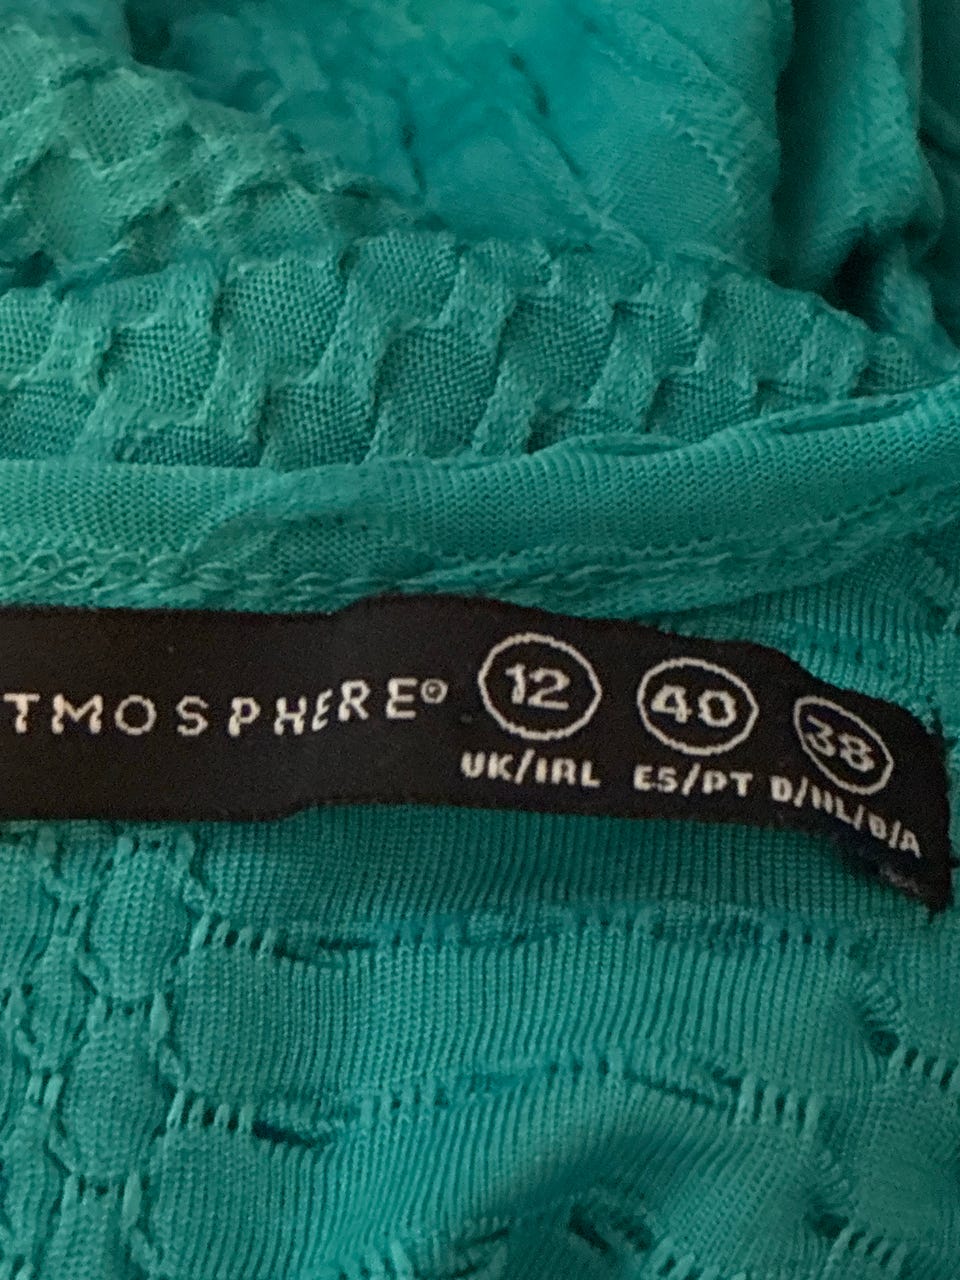 TMOSPHERE® 12 40 38
UK/IRL ES/PT D/NL/B/A